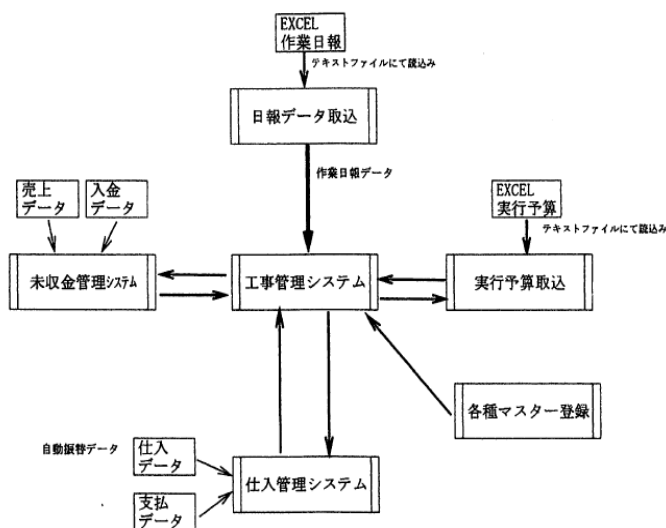 EXCEL
作業日報
テキストファイルにて読込み
日報データ取込
作業日報データ
売上
データ
入金
データ
EXCEL
実行予算
テキストファイルにて読込み
未収金管理システム
工事管理システム
実行予算取込
各種マスター登録
自動振替データ
仕入
データ
仕入管理システム
支払
データ